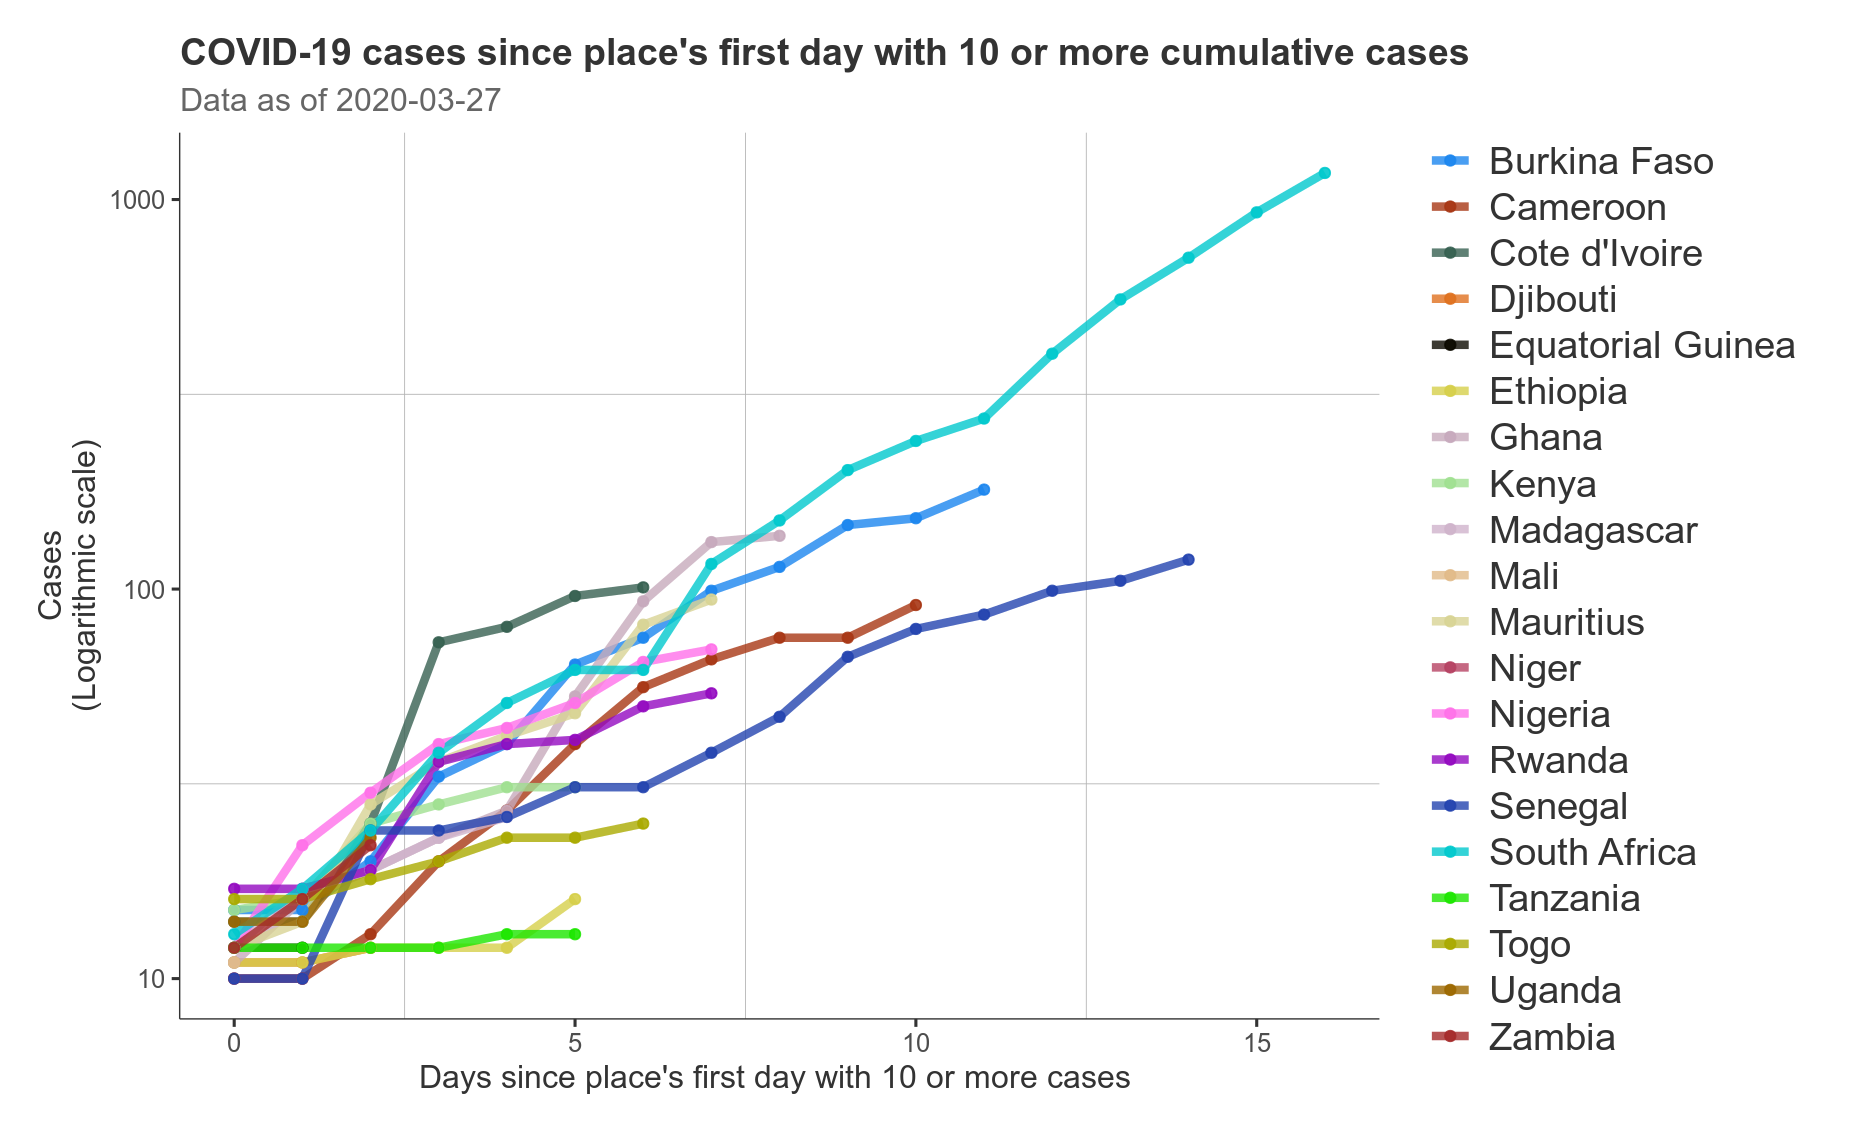 COVID-19 cases since place's first day with 10 or more cumulative cases
Data as of 2020-03-27
Cases
(Logarithmic scale)
1000
100
10
0
5
10
15
Days since place's first day with 10 or more cases
Burkina Faso
Cameroon
Cote d'Ivoire
Djibouti
Equatorial Guinea
Ethiopia
Ghana
Kenya
Madagascar
Mali
Mauritius
Niger
Nigeria
Rwanda
Senegal
South Africa
Tanzania
Togo
Uganda
Zambia